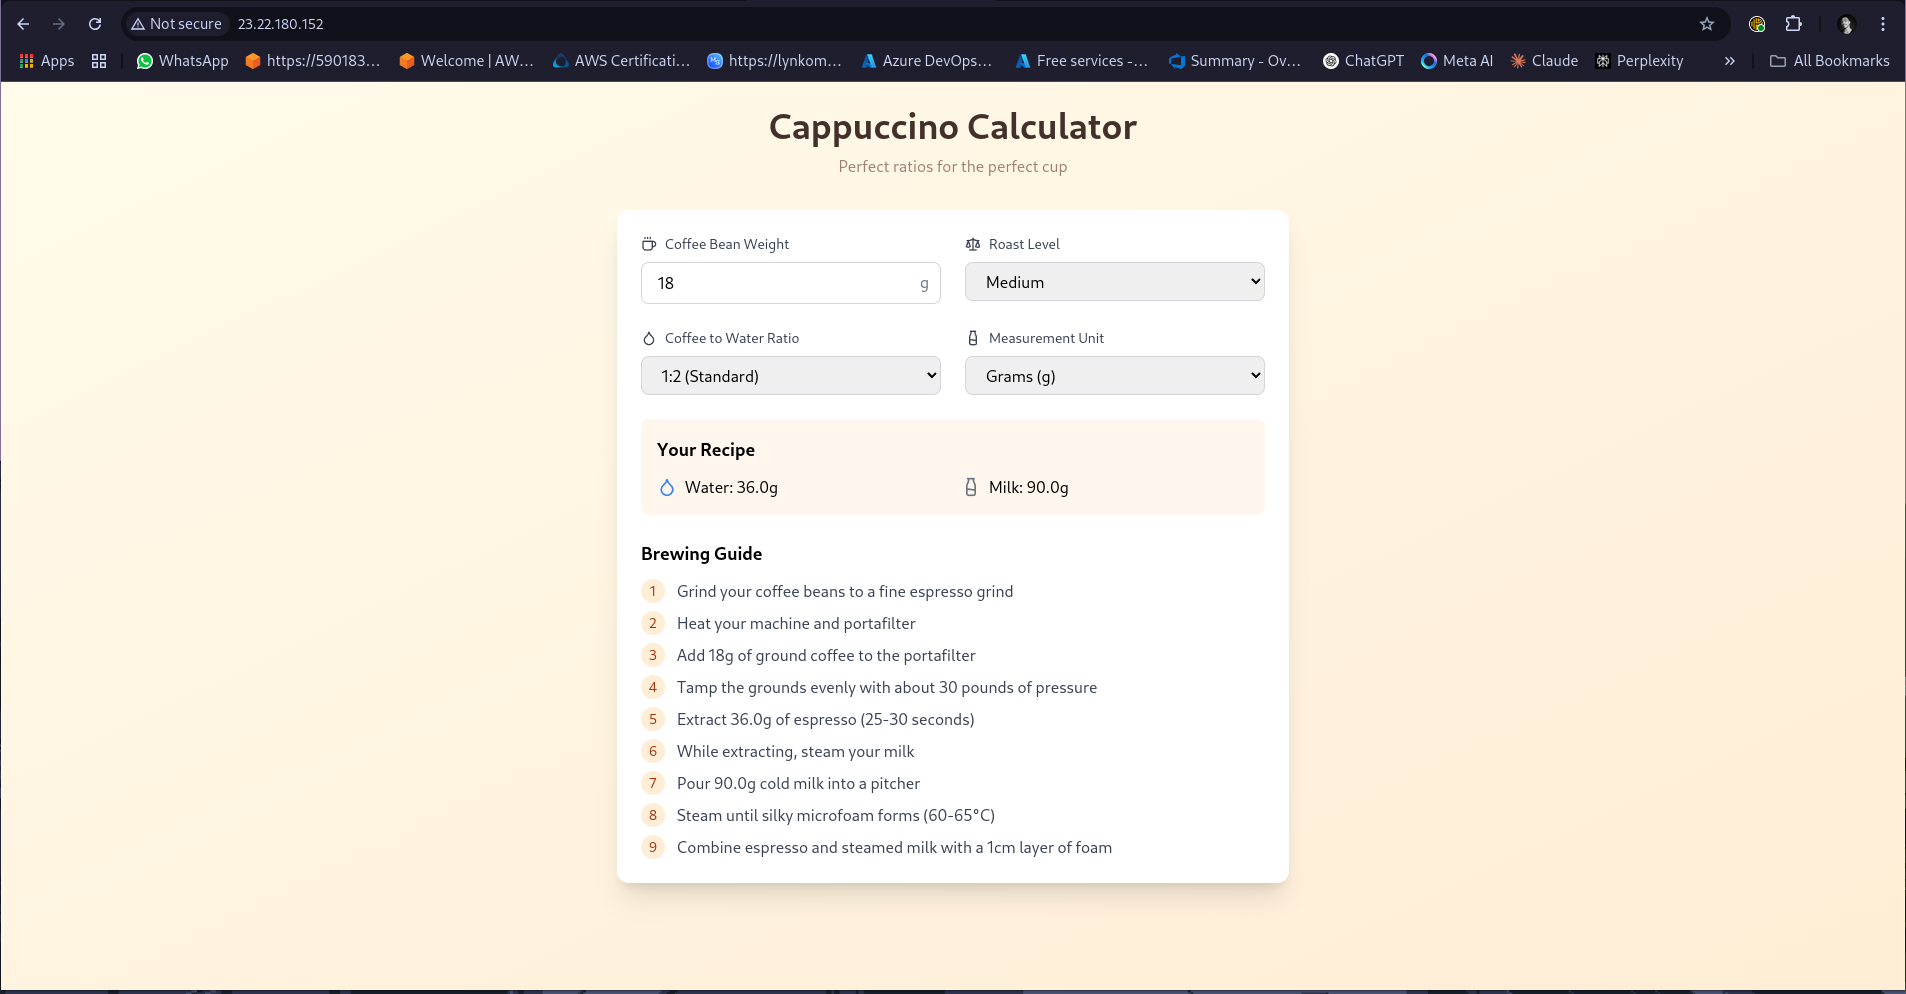 Not secure 23.22.180.152
Apps WhatsApp https://590183... Welcome | AW... AWS Certificati... https://lynkom... Azure DevOps... Free services -... Summary - Ov... ChatGPT Meta AI Claude Perplexity » All Bookmarks
Cappuccino Calculator
Perfect ratios for the perfect cup
Coffee Bean Weight Roast Level
18 g Medium
Coffee to Water Ratio Measurement Unit
1:2 (Standard) Grams (g)
Your Recipe
Water: 36.0g Milk: 90.0g
Brewing Guide
1 Grind your coffee beans to a fine espresso grind
2 Heat your machine and portafilter
3 Add 18g of ground coffee to the portafilter
4 Tamp the grounds evenly with about 30 pounds of pressure
5 Extract 36.0g of espresso (25-30 seconds)
6 While extracting, steam your milk
7 Pour 90.0g cold milk into a pitcher
8 Steam until silky microfoam forms (60-65°C)
9 Combine espresso and steamed milk with a 1cm layer of foam